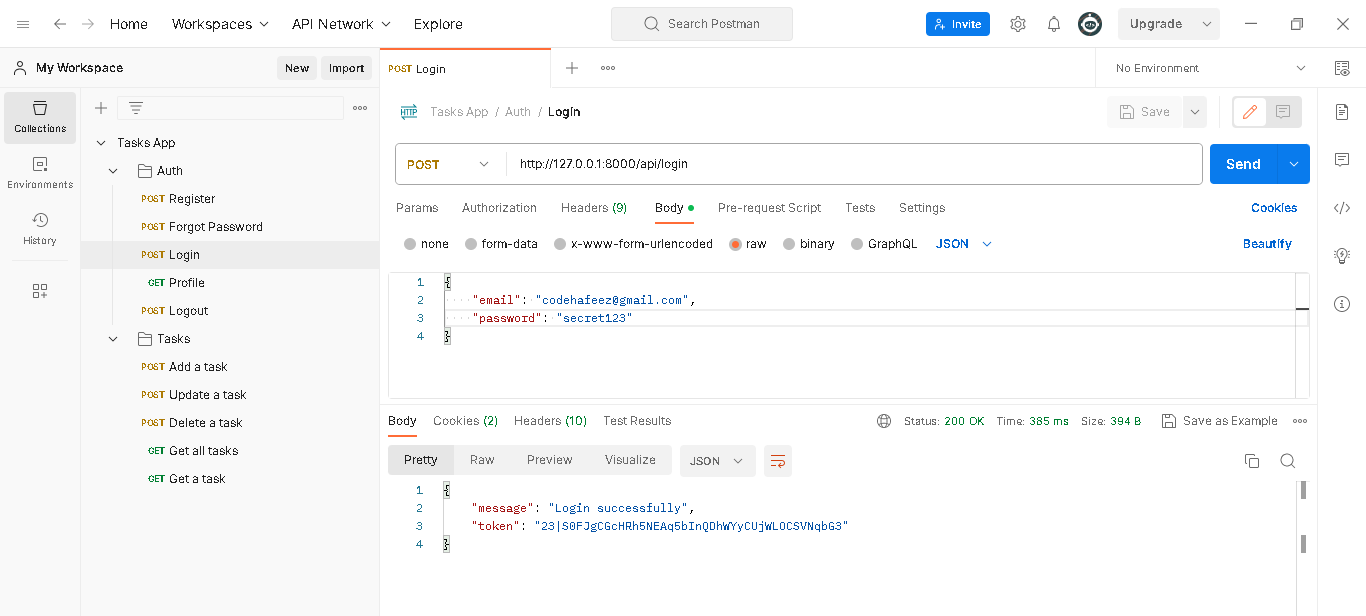 Home Workspaces API Network Explore Search Postman Invite Upgrade
My Workspace New Import
POST Login No Environment
Collections
Environments
History
Tasks App
Auth
POST Register
POST Forgot Password
POST Login
GET Profile
POST Logout
Tasks
POST Add a task
POST Update a task
POST Delete a task
GET Get all tasks
GET Get a task
HTTP Tasks App / Auth / Login Save
POST http://127.0.0.1:8000/api/login Send
Params Authorization Headers (9) Body Pre-request Script Tests Settings Cookies
none form-data x-www-form-urlencoded raw binary GraphQL JSON Beautify
1 {
2 "email": "codehafeez@gmail.com",
3 "password": "secret123"
4 }
Body Cookies (2) Headers (10) Test Results Status: 200 OK Time: 385 ms Size: 394 B Save as Example
Pretty Raw Preview Visualize JSON
1 {
2 "message": "Login successfully",
3 "token": "23|S0FJgCGcHRh5NEAq5bInQDhWYyCUjWLOCSVNqbG3"
4 }